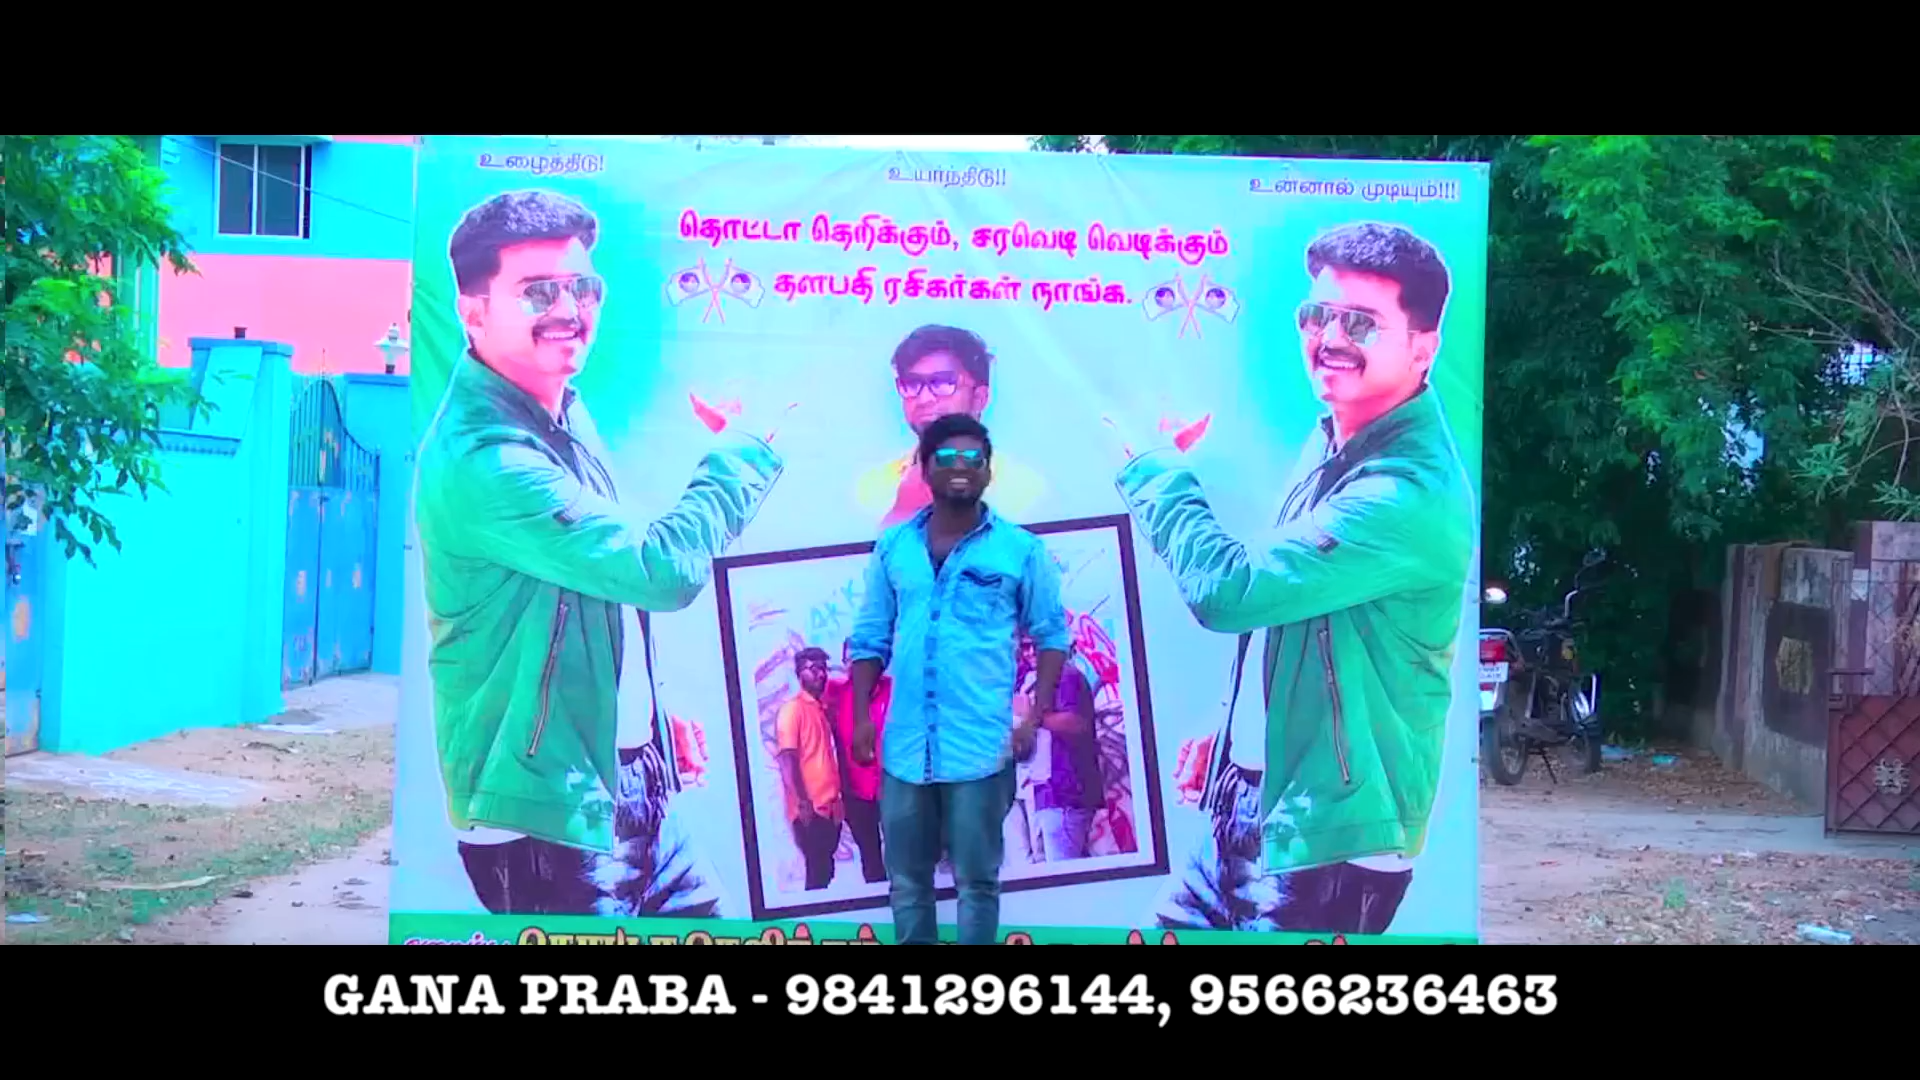 உழைத்திடு!
உயர்ந்திடு!!
உன்னால் முடியும்!!!
தொட்டா தெறிக்கும், சரவெடி வெடிக்கும்
தளபதி ரசிகர்கள் நாங்க.
GANA PRABA - 9841296144, 9566236463